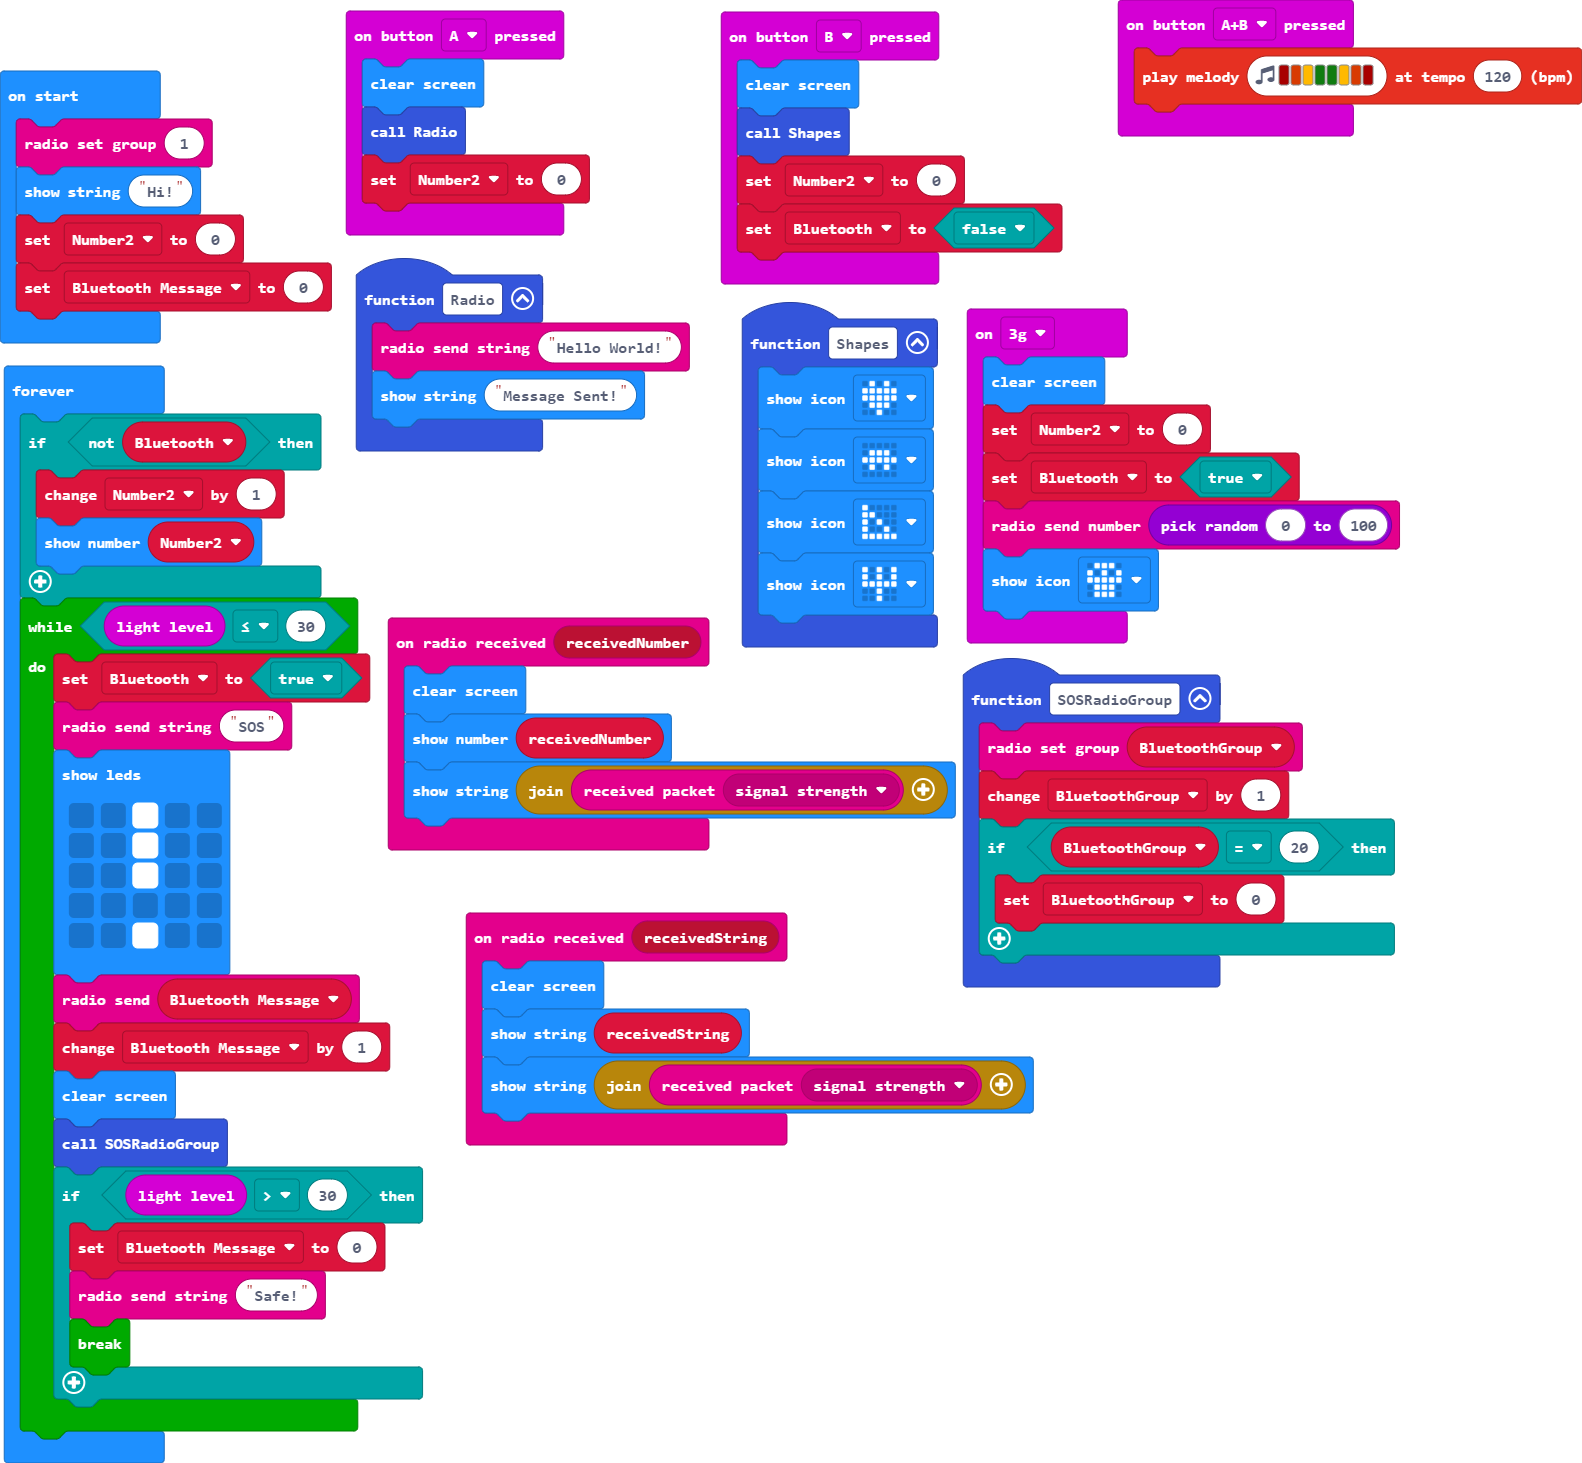 on start
radio set group 1
show string "Hi!"
set Number2 to 0
set Bluetooth Message to 0
forever
if not Bluetooth then
change Number2 by 1
show number Number2
while light level ≤ 30
do
set Bluetooth to true
radio send string "SOS"
show leds
radio send Bluetooth Message
change Bluetooth Message by 1
clear screen
call SOSRadioGroup
if light level > 30 then
set Bluetooth Message to 0
radio send string "Safe!"
break
on button A pressed
clear screen
call Radio
set Number2 to 0
function Radio
radio send string "Hello World!"
show string "Message Sent!"
on radio received receivedNumber
clear screen
show number receivedNumber
show string join received packet signal strength
on radio received receivedString
clear screen
show string receivedString
show string join received packet signal strength
on button B pressed
clear screen
call Shapes
set Number2 to 0
set Bluetooth to false
function Shapes
show icon
show icon
show icon
show icon
on button A+B pressed
play melody at tempo 120 (bpm)
on 3g
clear screen
set Number2 to 0
set Bluetooth to true
radio send number pick random 0 to 100
show icon
function SOSRadioGroup
radio set group BluetoothGroup
change BluetoothGroup by 1
if BluetoothGroup = 20 then
set BluetoothGroup to 0